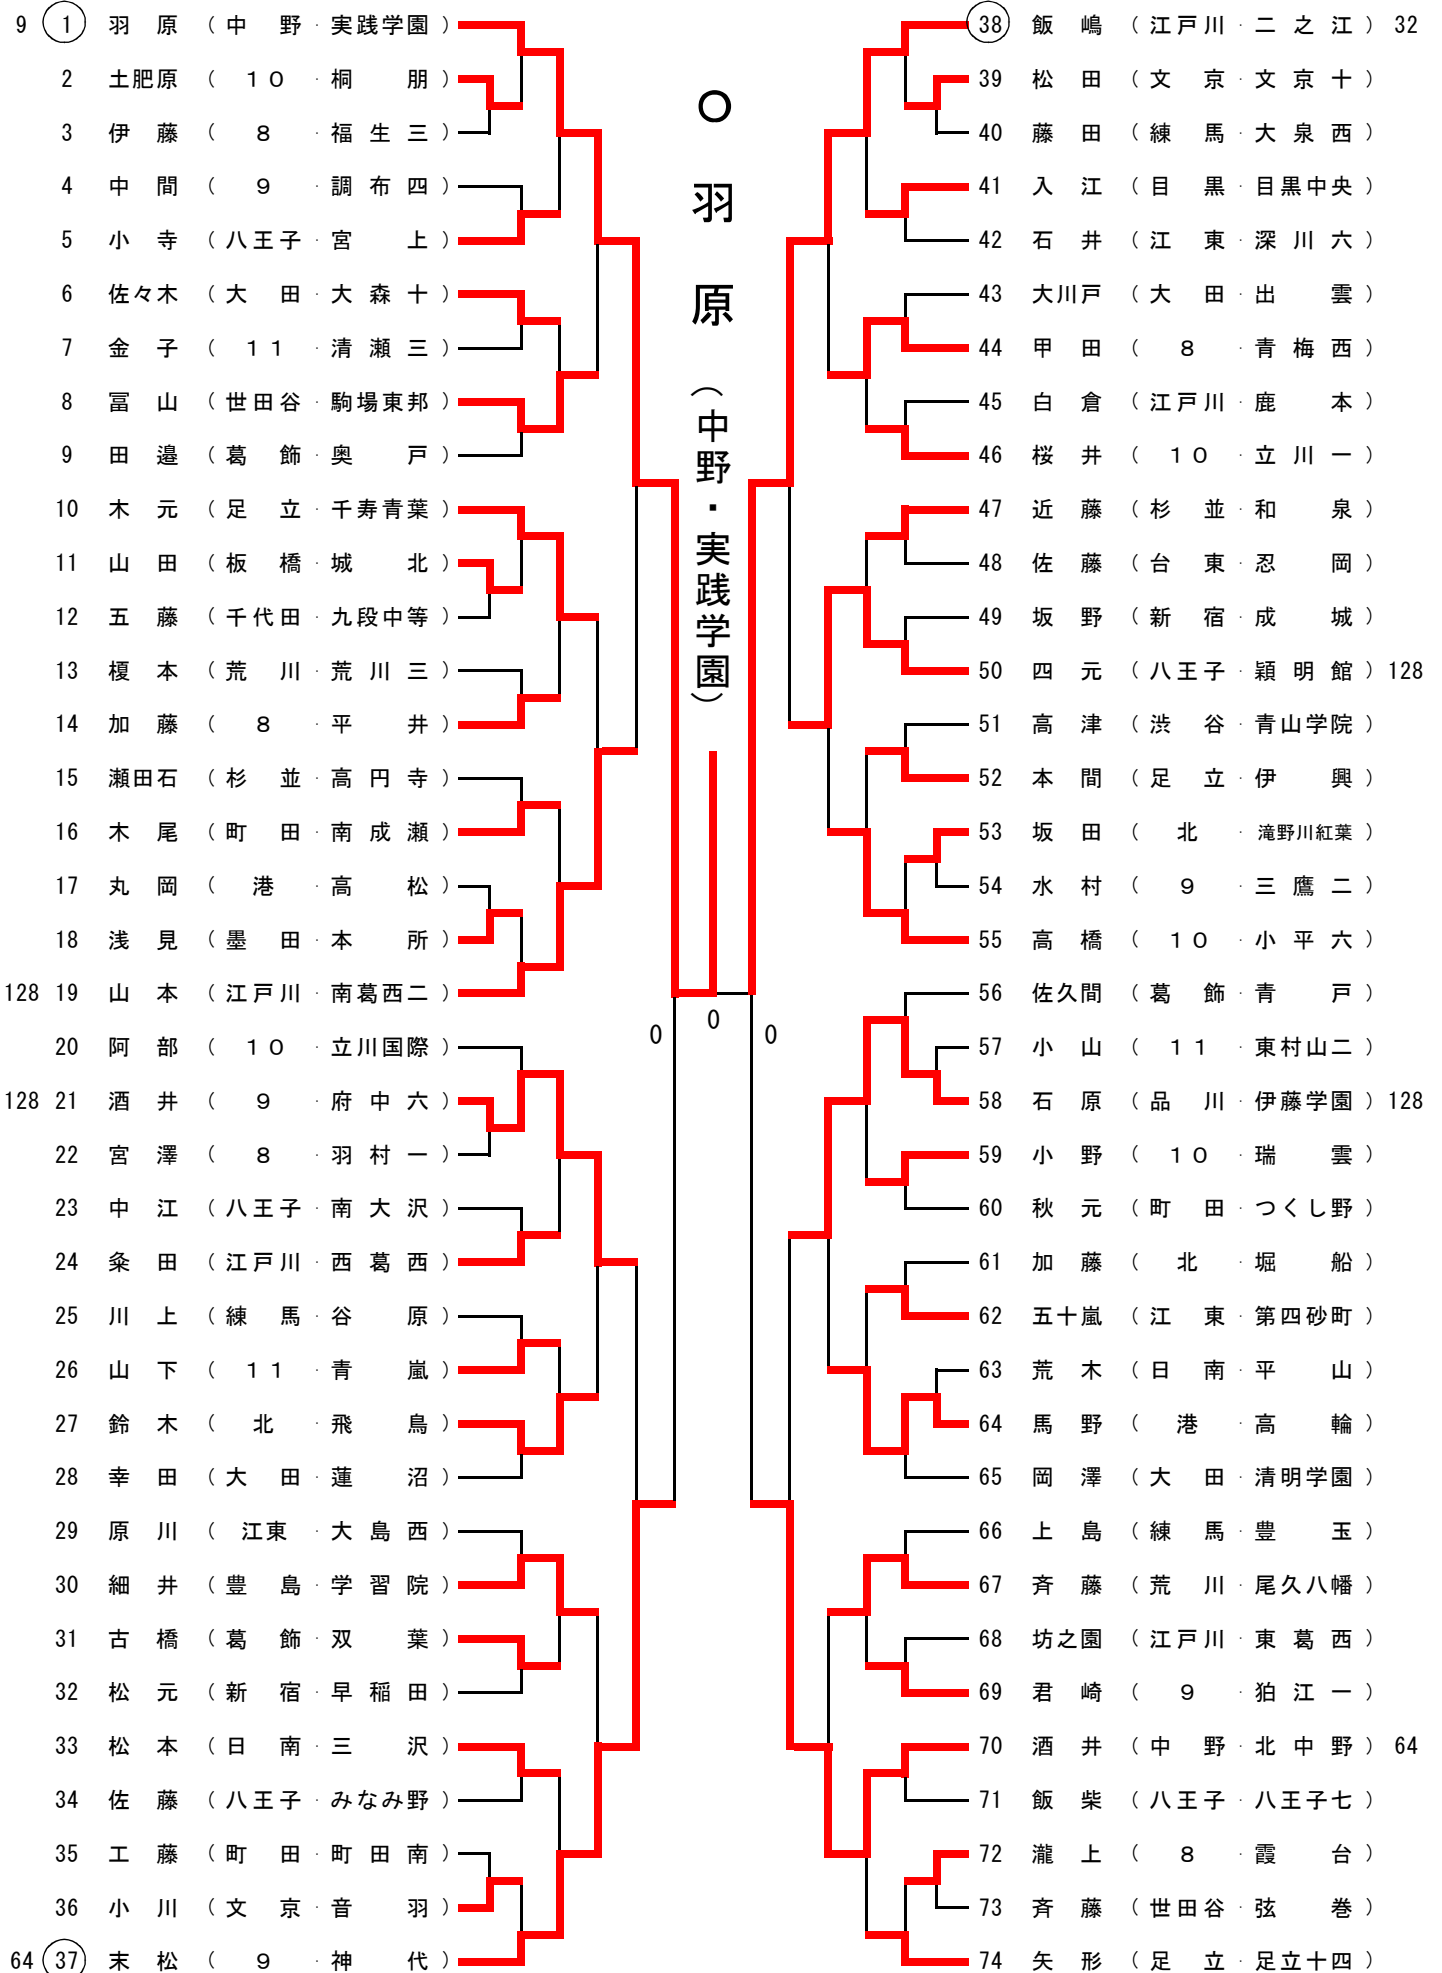 9 1 羽原 (中野・実践学園)
2 土肥原 (10・桐朋)
3 伊藤 (8・福生三)
4 中間 (9・調布四)
5 小寺 (八王子・宮上)
6 佐々木 (大田・大森十)
7 金子 (11・清瀬三)
8 冨山 (世田谷・駒場東邦)
9 田邉 (葛飾・奥戸)
10 木元 (足立・千寿青葉)
11 山田 (板橋・城北)
12 五藤 (千代田・九段中等)
13 榎本 (荒川・荒川三)
14 加藤 (8・平井)
15 瀬田石 (杉並・高円寺)
16 木尾 (町田・南成瀬)
17 丸岡 (港・高松)
18 浅見 (墨田・本所)
128 19 山本 (江戸川・南葛西二)
20 阿部 (10・立川国際)
128 21 酒井 (9・府中六)
22 宮澤 (8・羽村一)
23 中江 (八王子・南大沢)
24 粂田 (江戸川・西葛西)
25 川上 (練馬・谷原)
26 山下 (11・青嵐)
27 鈴木 (北・飛鳥)
28 幸田 (大田・蓮沼)
29 原川 (江東・大島西)
30 細井 (豊島・学習院)
31 古橋 (葛飾・双葉)
32 松元 (新宿・早稲田)
33 松本 (日南・三沢)
34 佐藤 (八王子・みなみ野)
35 工藤 (町田・町田南)
36 小川 (文京・音羽)
64 37 末松 (9・神代)
○羽原(中野・実践学園)
0 0 0
38 飯嶋 (江戸川・二之江) 32
39 松田 (文京・文京十)
40 藤田 (練馬・大泉西)
41 入江 (目黒・目黒中央)
42 石井 (江東・深川六)
43 大川戸 (大田・出雲)
44 甲田 (8・青梅西)
45 白倉 (江戸川・鹿本)
46 桜井 (10・立川一)
47 近藤 (杉並・和泉)
48 佐藤 (台東・忍岡)
49 坂野 (新宿・成城)
50 四元 (八王子・穎明館) 128
51 高津 (渋谷・青山学院)
52 本間 (足立・伊興)
53 坂田 (北・滝野川紅葉)
54 水村 (9・三鷹二)
55 高橋 (10・小平六)
56 佐久間 (葛飾・青戸)
57 小山 (11・東村山二)
58 石原 (品川・伊藤学園) 128
59 小野 (10・瑞雲)
60 秋元 (町田・つくし野)
61 加藤 (北・堀船)
62 五十嵐 (江東・第四砂町)
63 荒木 (日南・平山)
64 馬野 (港・高輪)
65 岡澤 (大田・清明学園)
66 上島 (練馬・豊玉)
67 斉藤 (荒川・尾久八幡)
68 坊之園 (江戸川・東葛西)
69 君崎 (9・狛江一)
70 酒井 (中野・北中野) 64
71 飯柴 (八王子・八王子七)
72 瀧上 (8・霞台)
73 斉藤 (世田谷・弦巻)
74 矢形 (足立・足立十四)